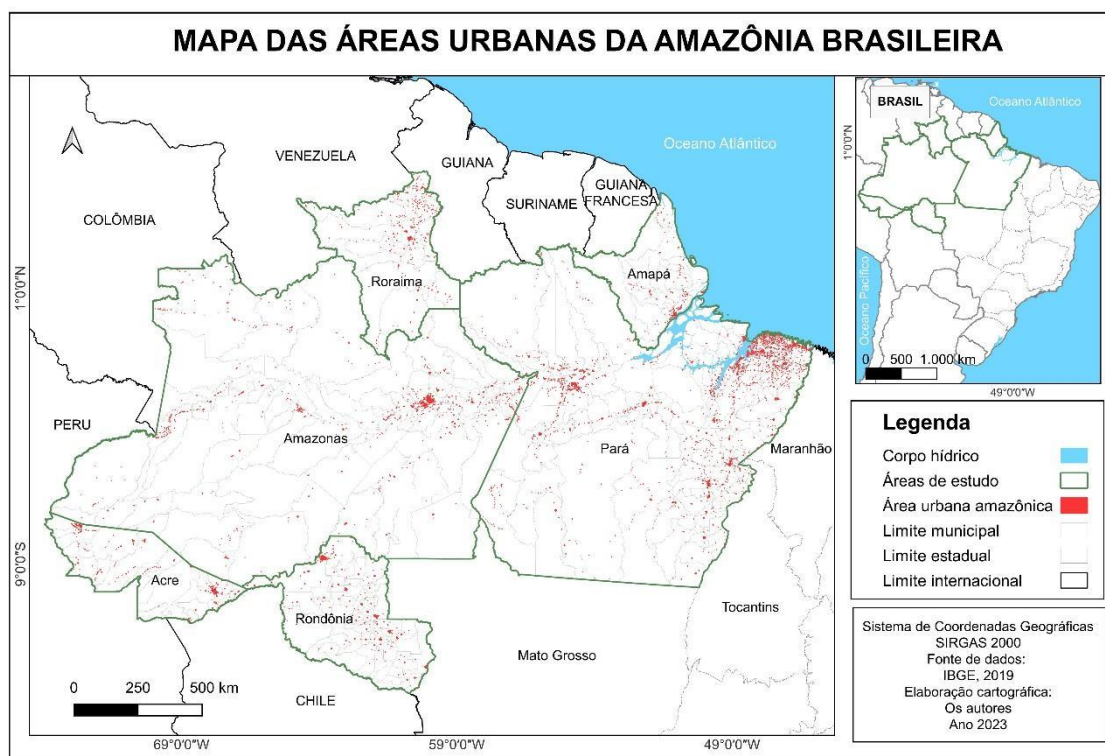 MAPA DAS ÁREAS URBANAS DA AMAZÔNIA BRASILEIRA
VENEZUELA
GUIANA
SURINAME
GUIANA
FRANCESA
Oceano Atlântico
COLÔMBIA
Roraima
Amapá
PERU
Amazonas
Pará
Maranhão
Acre
Rondônia
Tocantins
Mato Grosso
CHILE
0 250 500 km
1°0'0"N
9°0'0"S
69°0'0"W
59°0'0"W
49°0'0"W
BRASIL
Oceano Atlântico
1°0'0"N
Oceano Pacífico
0 500 1.000 km
49°0'0"W
Legenda
Corpo hídrico
Áreas de estudo
Área urbana amazônica
Limite municipal
Limite estadual
Limite internacional
Sistema de Coordenadas Geográficas
SIRGAS 2000
Fonte de dados:
IBGE, 2019
Elaboração cartográfica:
Os autores
Ano 2023